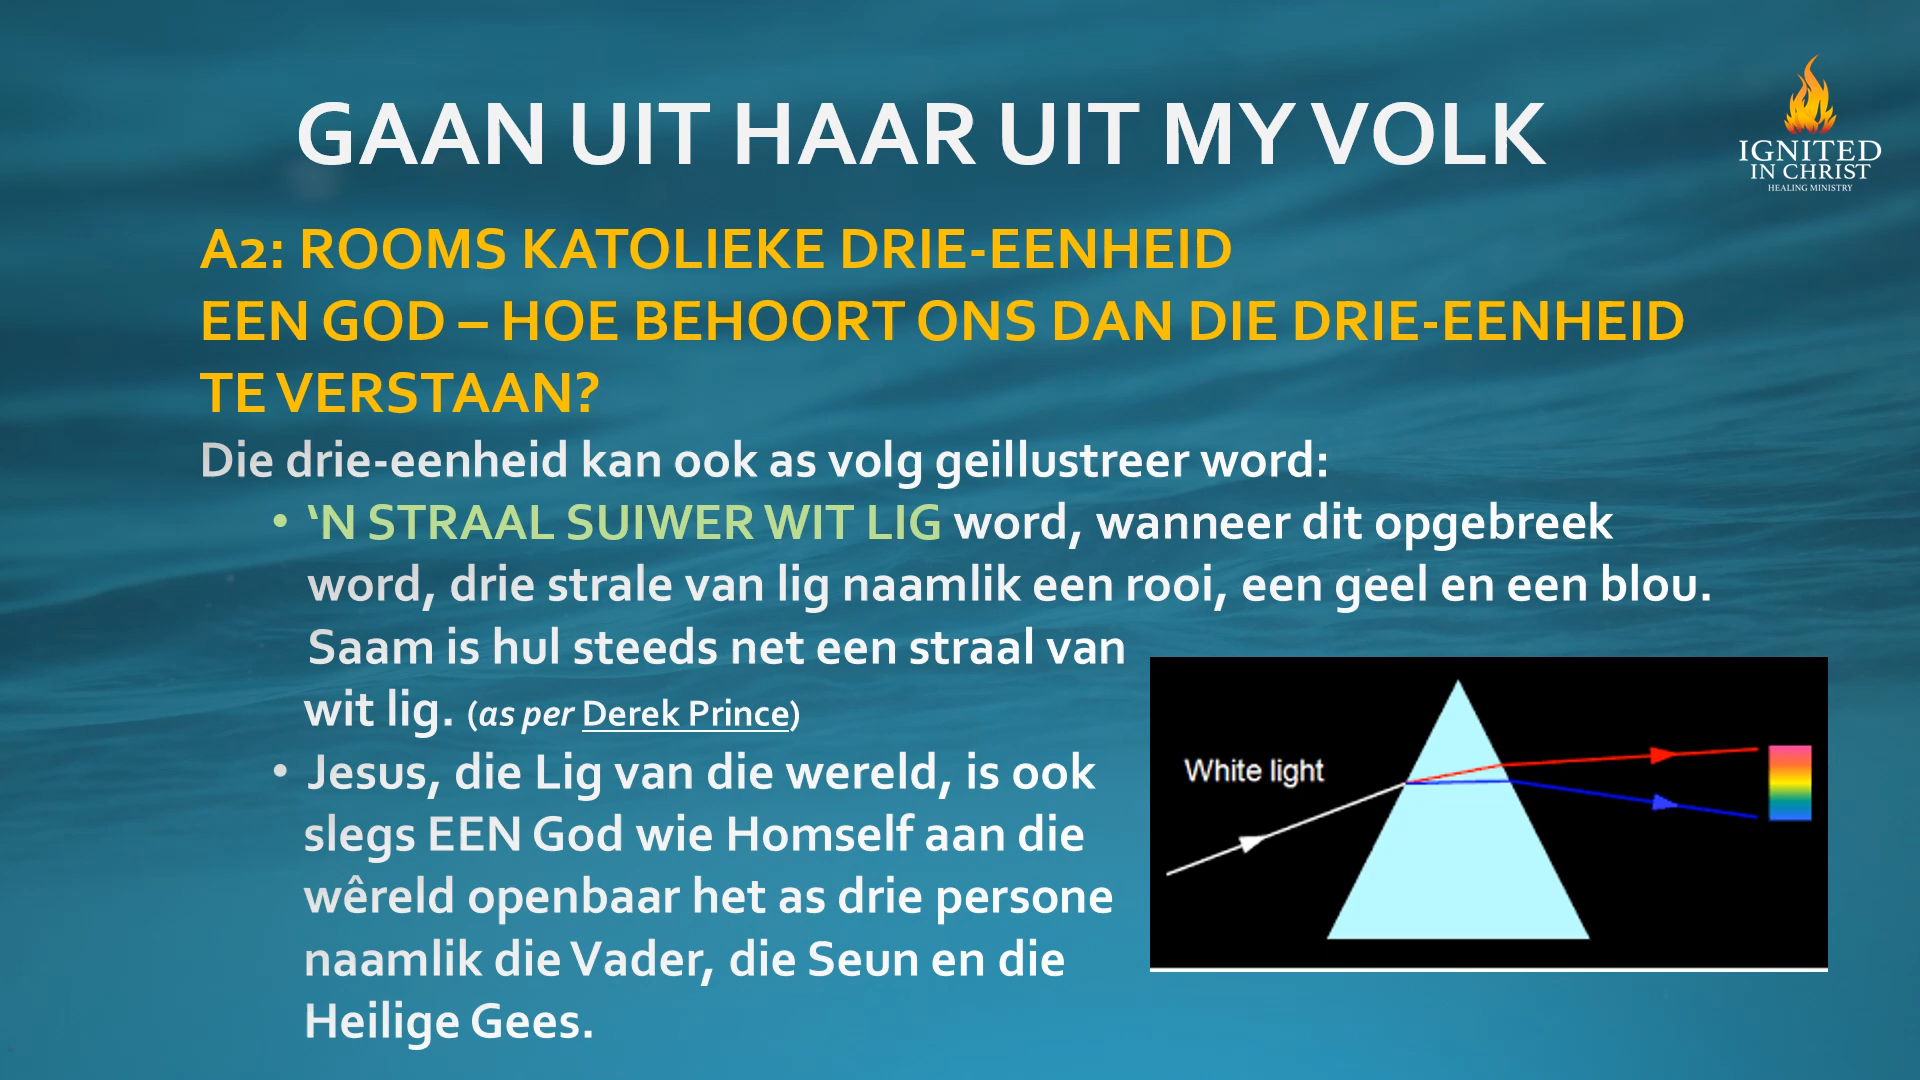 GAAN UIT HAAR UIT MY VOLK
IGNITED
IN CHRIST
HEALING MINISTRY
A2: ROOMS KATOLIEKE DRIE-EENHEID
EEN GOD – HOE BEHOORT ONS DAN DIE DRIE-EENHEID
TE VERSTAAN?
Die drie-eenheid kan ook as volg geillustreer word:
• ‘N STRAAL SUIWER WIT LIG word, wanneer dit opgebreek
word, drie strale van lig naamlik een rooi, een geel en een blou.
Saam is hul steeds net een straal van
wit lig. (as per Derek Prince)
• Jesus, die Lig van die wereld, is ook
slegs EEN God wie Homself aan die
wêreld openbaar het as drie persone
naamlik die Vader, die Seun en die
Heilige Gees.
White light